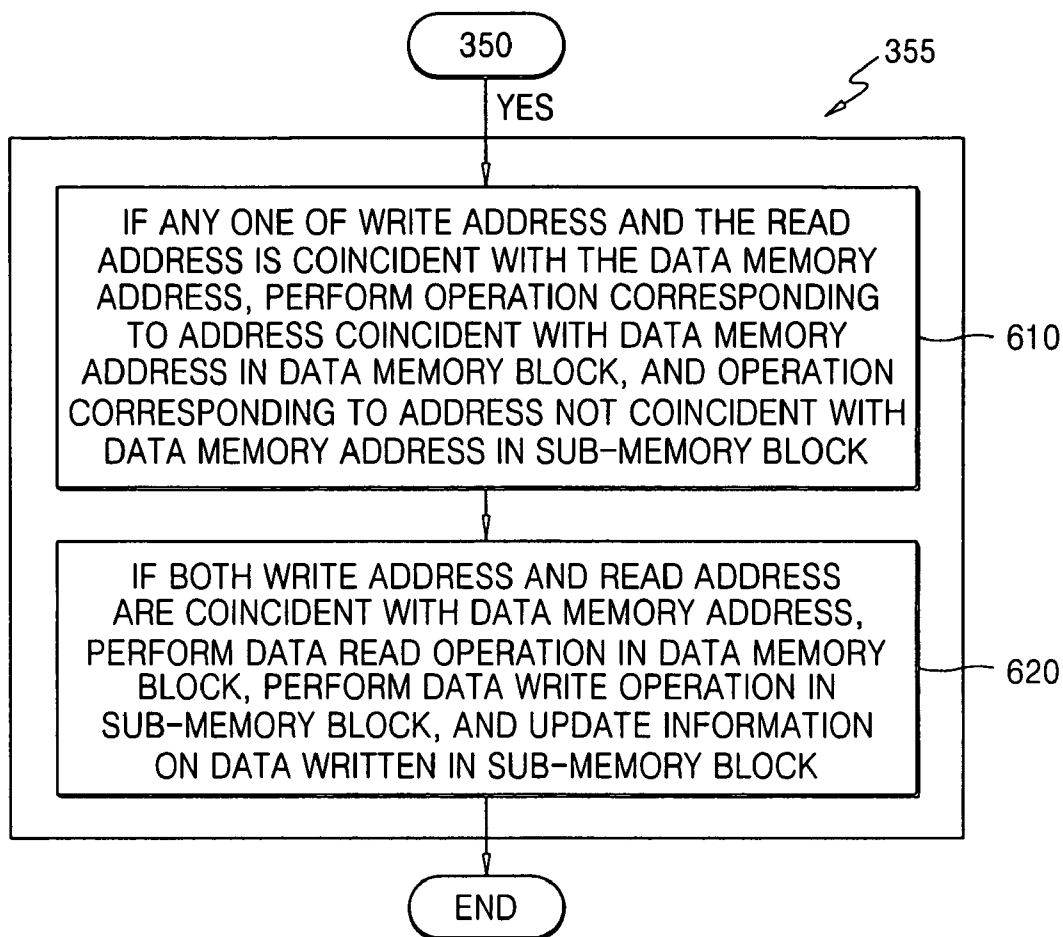 350
355
YES
IF ANY ONE OF WRITE ADDRESS AND THE READ
ADDRESS IS COINCIDENT WITH THE DATA MEMORY
ADDRESS, PERFORM OPERATION CORRESPONDING
TO ADDRESS COINCIDENT WITH DATA MEMORY
ADDRESS IN DATA MEMORY BLOCK, AND OPERATION
CORRESPONDING TO ADDRESS NOT COINCIDENT WITH
DATA MEMORY ADDRESS IN SUB-MEMORY BLOCK
610
IF BOTH WRITE ADDRESS AND READ ADDRESS
ARE COINCIDENT WITH DATA MEMORY ADDRESS,
PERFORM DATA READ OPERATION IN DATA MEMORY
BLOCK, PERFORM DATA WRITE OPERATION IN
SUB-MEMORY BLOCK, AND UPDATE INFORMATION
ON DATA WRITTEN IN SUB-MEMORY BLOCK
620
END